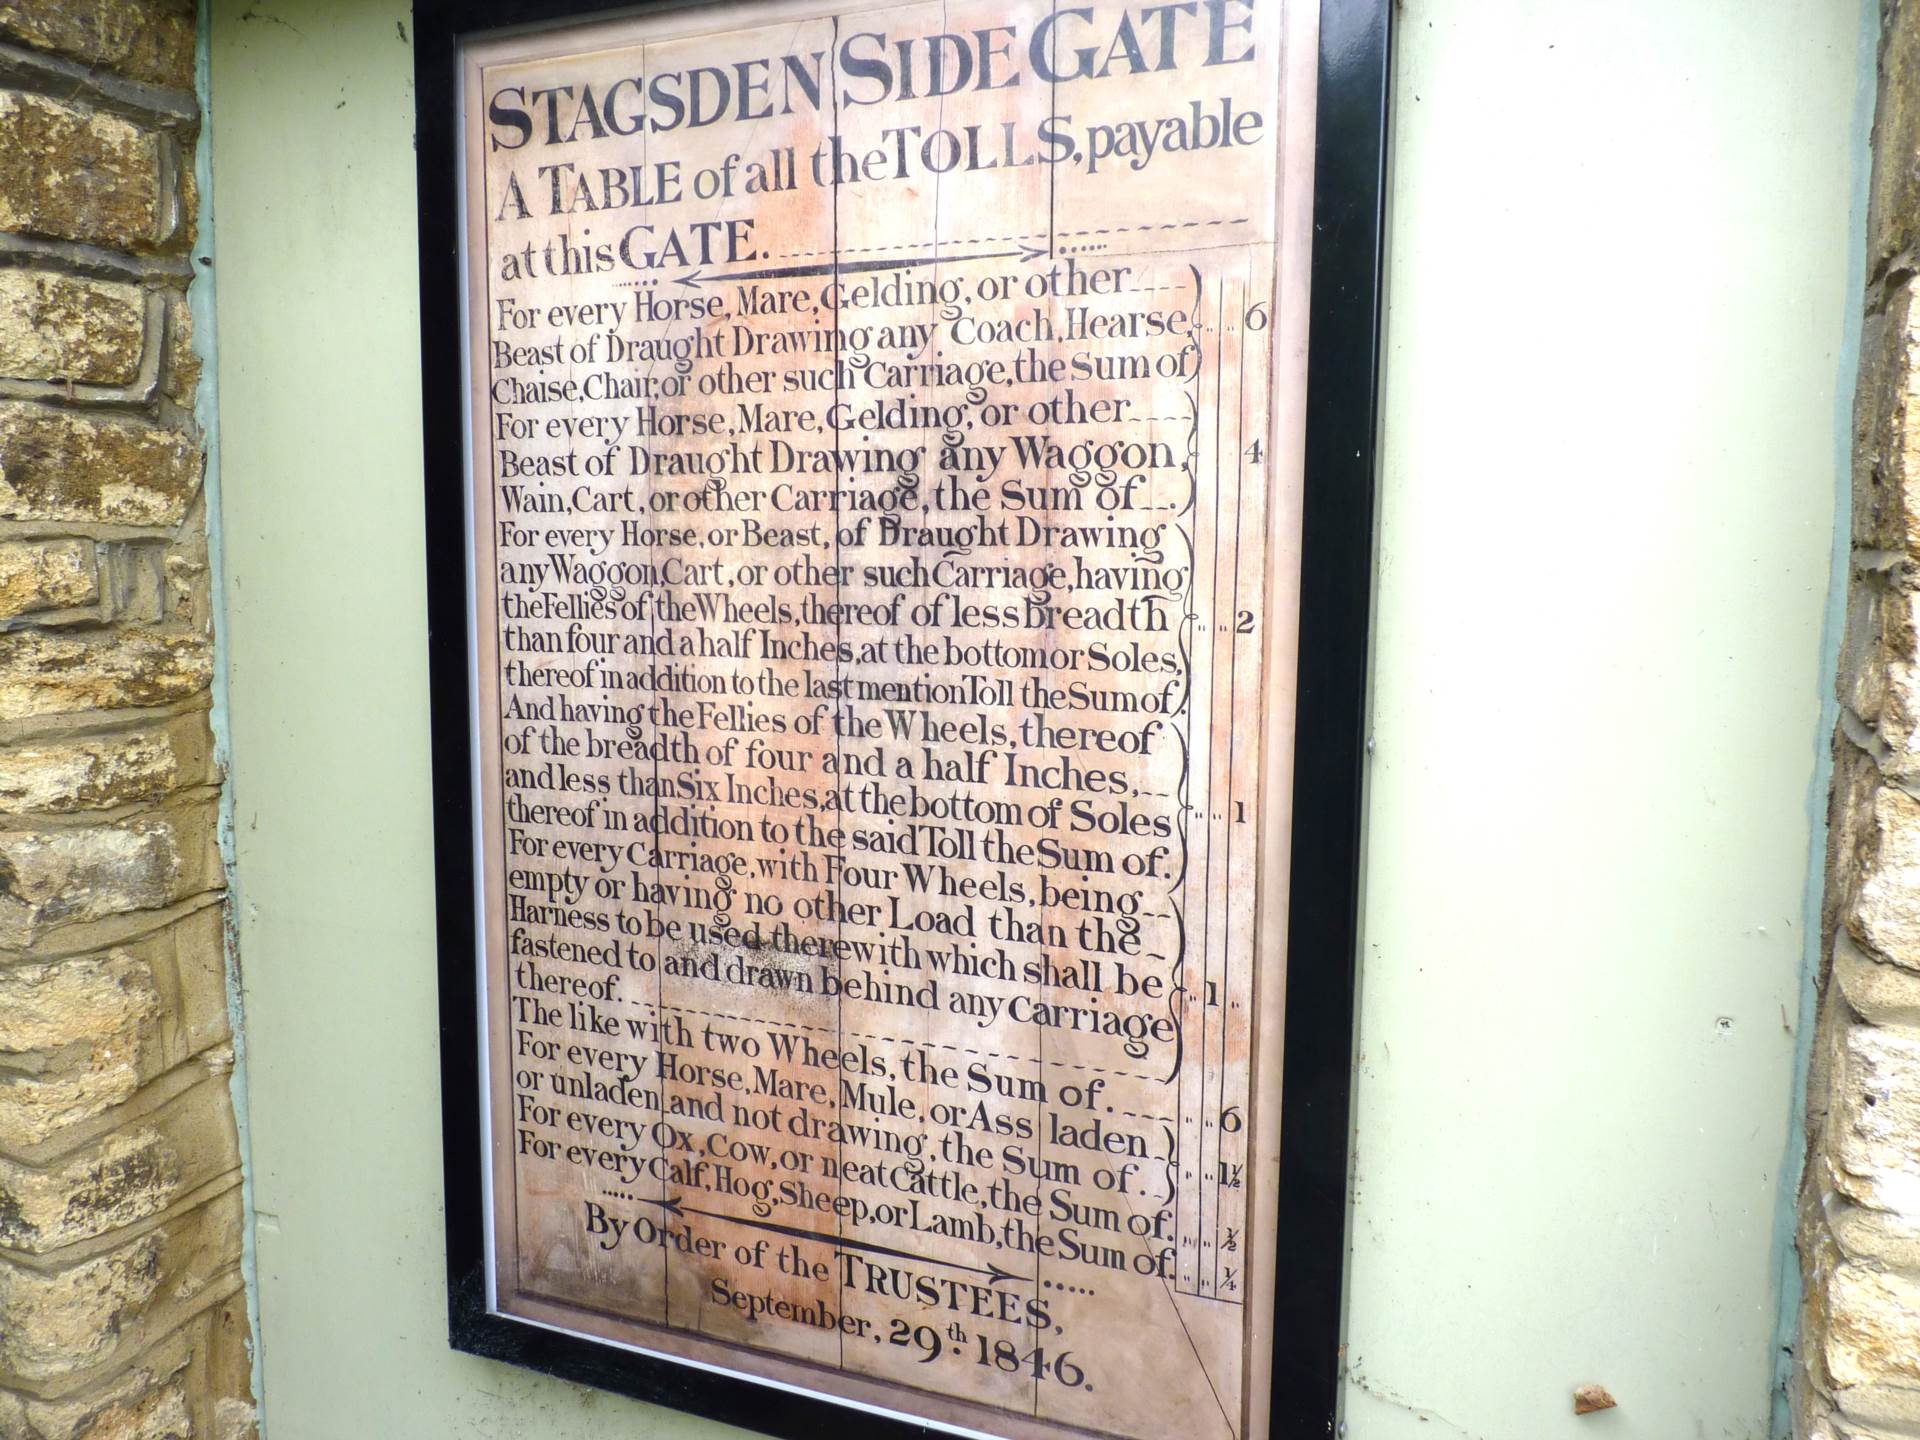 STAGSDEN SIDE GATE
A TABLE of all the TOLLS, payable
at this GATE.
For every Horse, Mare, Gelding, or other
Beast of Draught Drawing any Coach, Hearse, „ „ 6
Chaise, Chair, or other such Carriage, the Sum of
For every Horse, Mare, Gelding, or other
Beast of Draught Drawing any Waggon, 4
Wain, Cart, or other Carriage, the Sum of
For every Horse, or Beast, of Draught Drawing
any Waggon, Cart, or other such Carriage, having
the Fellies of the Wheels, thereof of less breadth „ „ 2
than four and a half Inches, at the bottom or Soles,
thereof in addition to the last mention Toll the Sum of
And having the Fellies of the Wheels, thereof
of the breadth of four and a half Inches,
and less than Six Inches, at the bottom of Soles „ „ 1
thereof in addition to the said Toll the Sum of.
For every Carriage, with Four Wheels, being
empty or having no other Load than the
Harness to be used therewith which shall be „ 1 „
fastened to and drawn behind any Carriage
thereof.
The like with two Wheels, the Sum of. „ „ 6
For every Horse, Mare, Mule, or Ass laden
or unladen and not drawing, the Sum of. „ „ 1½
For every Ox, Cow, or neat Cattle, the Sum of. „ „ ½
For every Calf, Hog, Sheep, or Lamb, the Sum of. „ „ ¼
By Order of the TRUSTEES,
September, 29th. 1846.